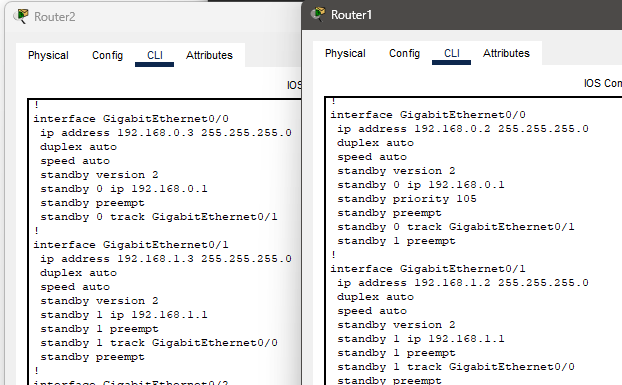 Router2
Physical Config CLI Attributes
IOS
!
interface GigabitEthernet0/0
ip address 192.168.0.3 255.255.255.0
duplex auto
speed auto
standby version 2
standby 0 ip 192.168.0.1
standby preempt
standby 0 track GigabitEthernet0/1
!
interface GigabitEthernet0/1
ip address 192.168.1.3 255.255.255.0
duplex auto
speed auto
standby version 2
standby 1 ip 192.168.1.1
standby 1 preempt
standby 1 track GigabitEthernet0/0
standby preempt
!
interface GigabitEthernet0/2
Router1
Physical Config CLI Attributes
IOS Com
!
interface GigabitEthernet0/0
ip address 192.168.0.2 255.255.255.0
duplex auto
speed auto
standby version 2
standby 0 ip 192.168.0.1
standby priority 105
standby preempt
standby 0 track GigabitEthernet0/1
standby 1 preempt
!
interface GigabitEthernet0/1
ip address 192.168.1.2 255.255.255.0
duplex auto
speed auto
standby version 2
standby 1 ip 192.168.1.1
standby 1 preempt
standby 1 track GigabitEthernet0/0
standby preempt